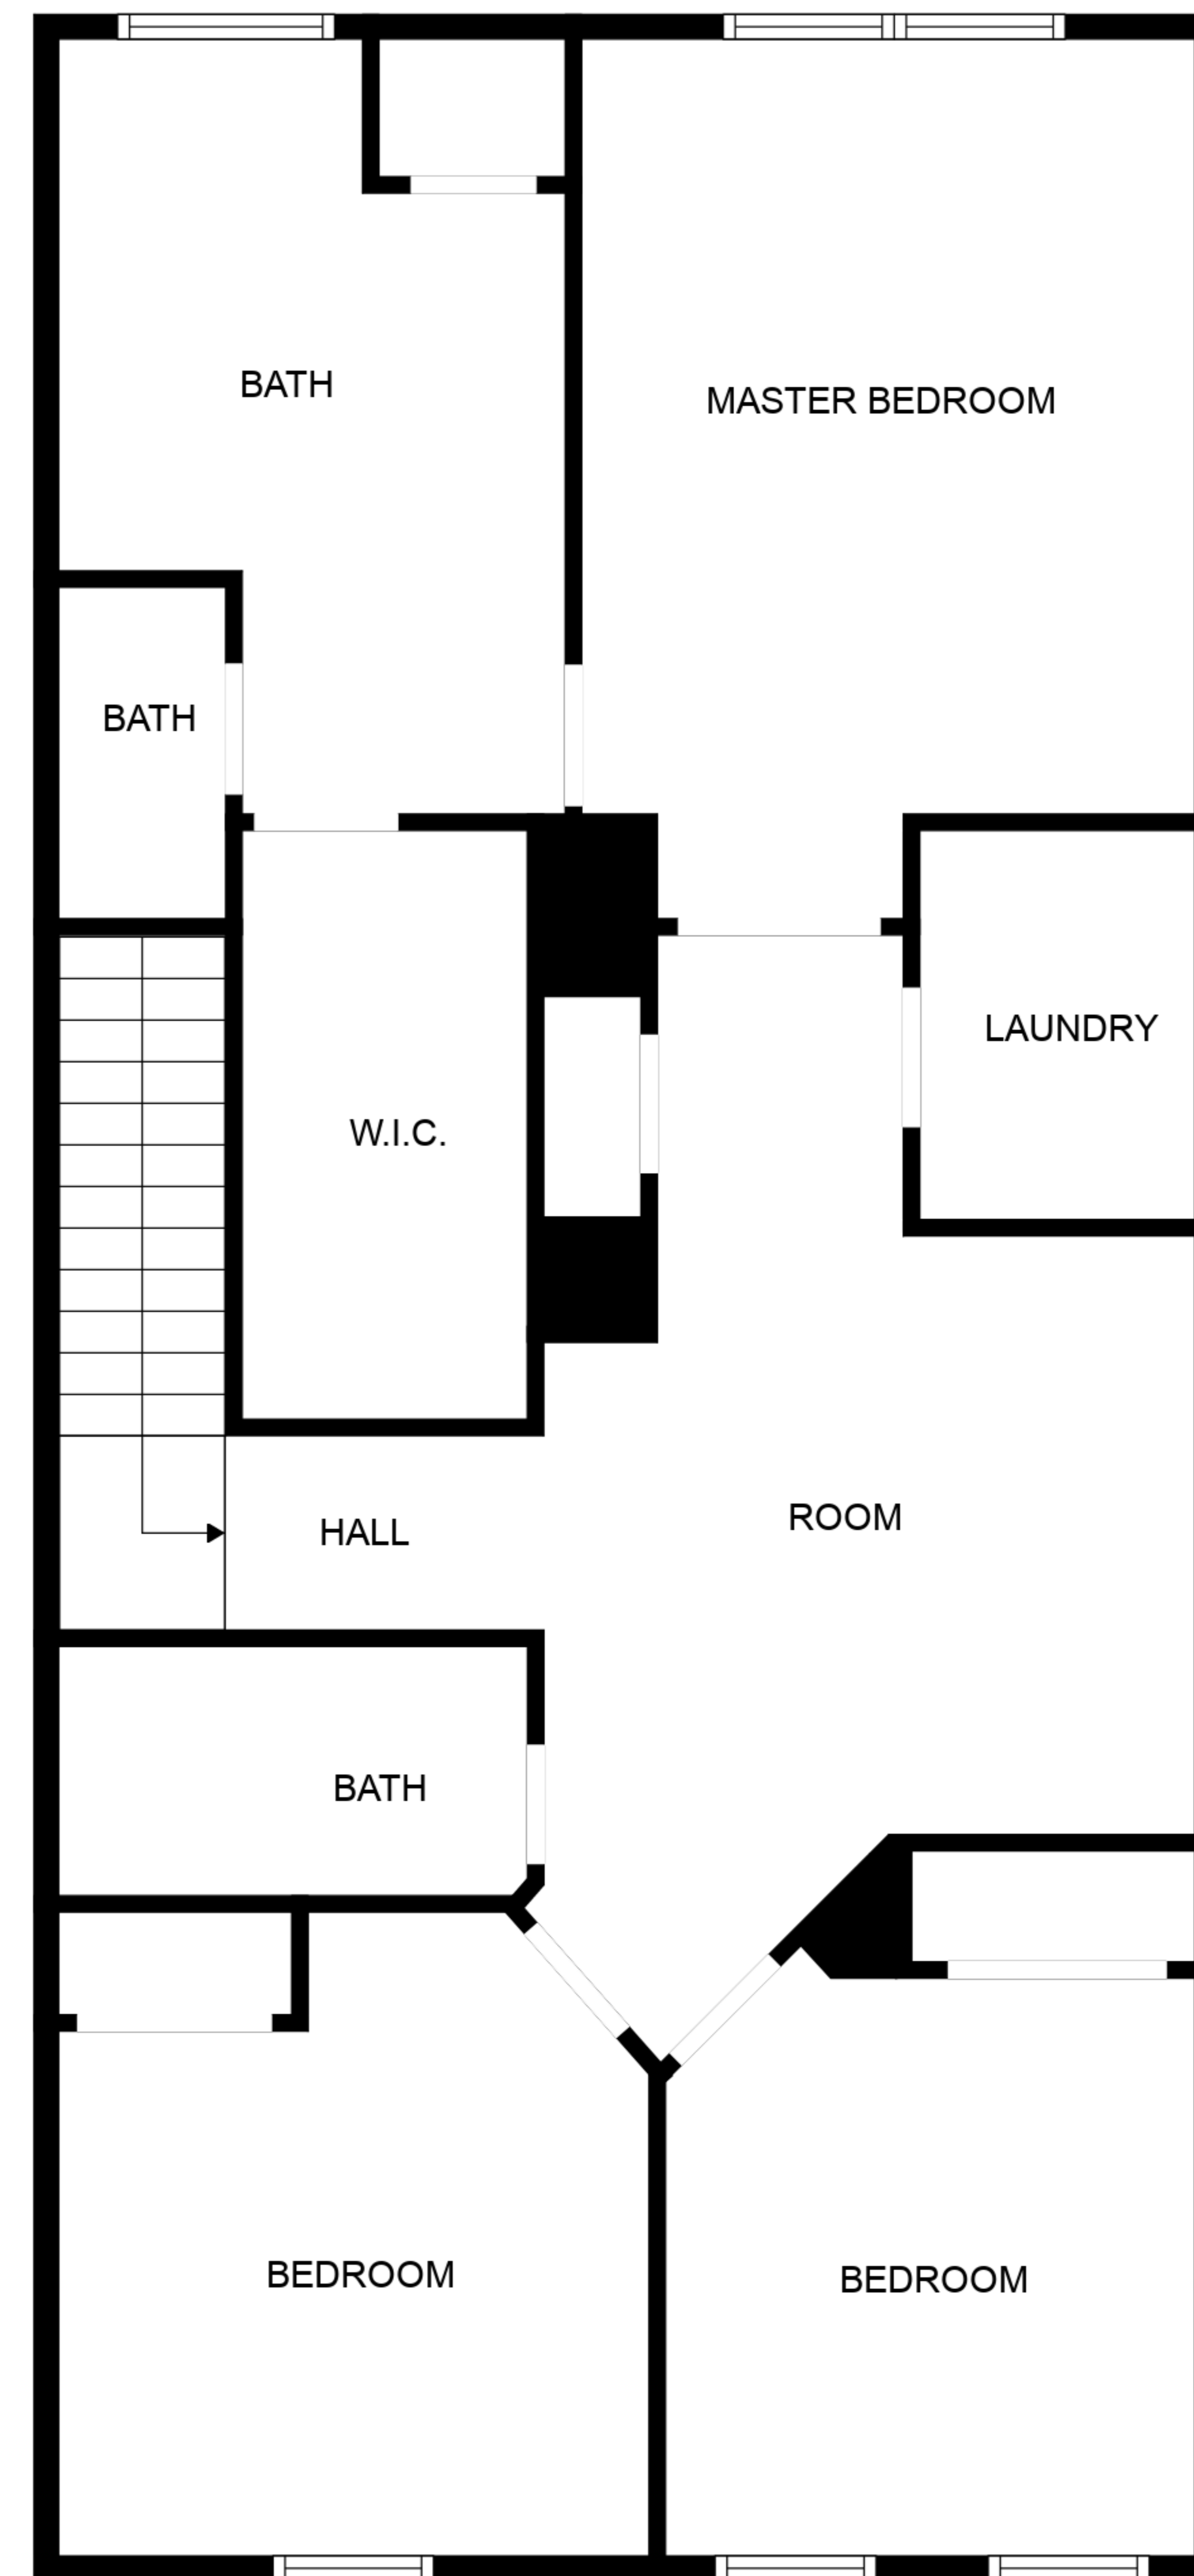 BATH
MASTER BEDROOM
BATH
LAUNDRY
W.I.C.
ROOM
HALL
BATH
BEDROOM
BEDROOM